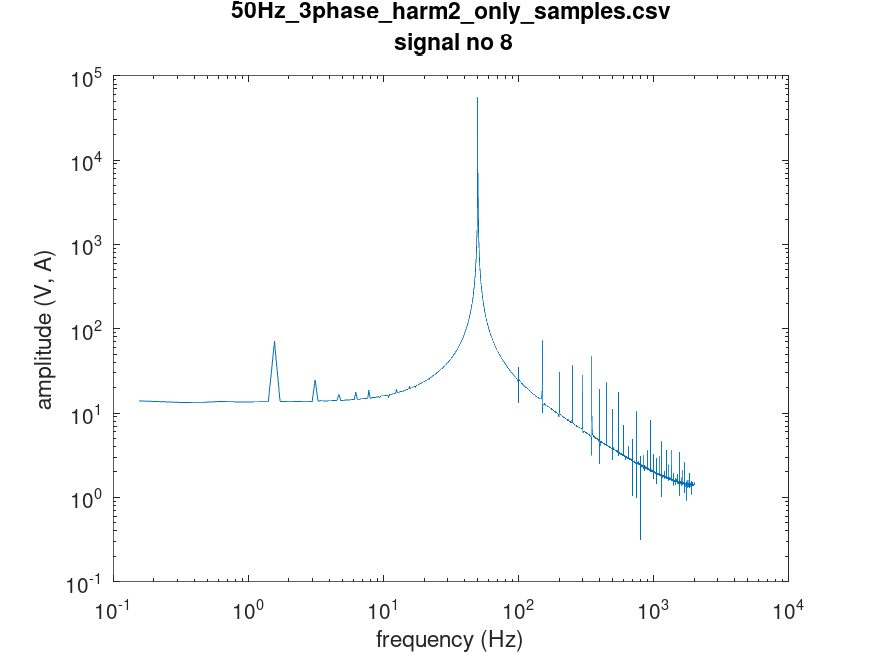 50Hz_3phase_harm2_only_samples.csv
signal no 8
10^5
10^4
10^3
10^2
10^1
10^0
10^-1
amplitude (V, A)
10^-1 10^0 10^1 10^2 10^3 10^4
frequency (Hz)